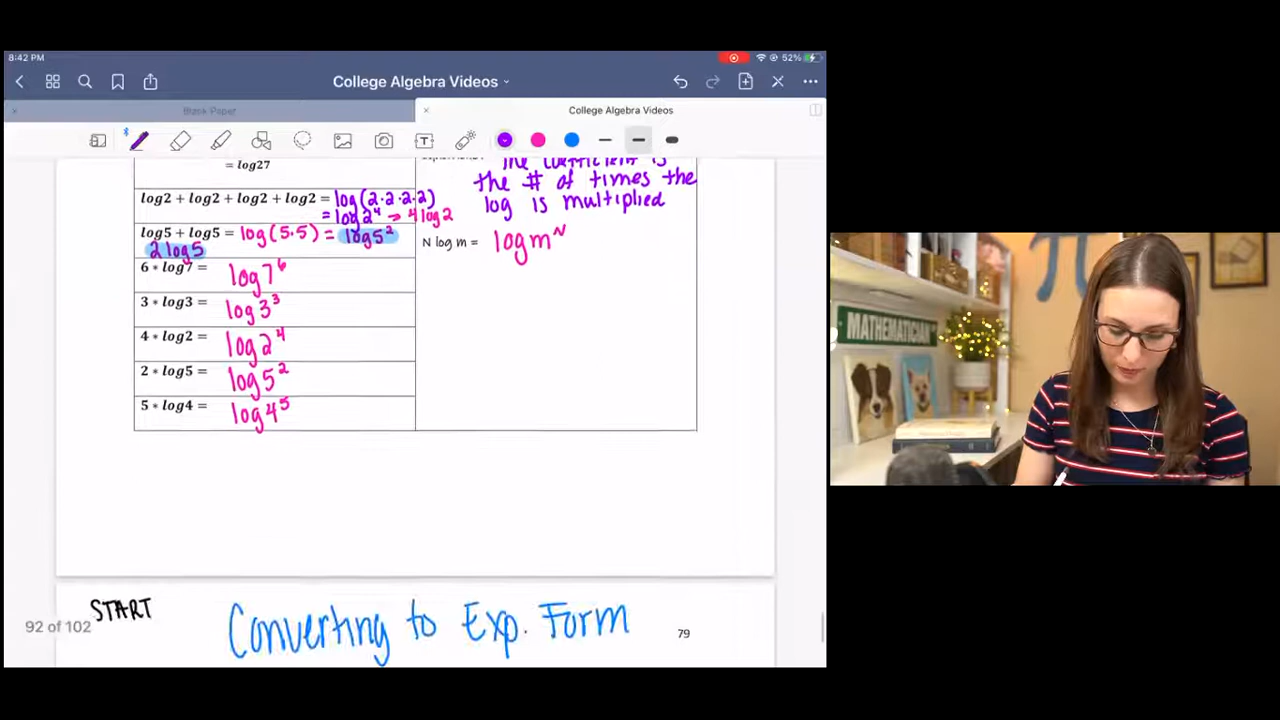 8:42 PM
52%
College Algebra Videos
Blank Paper
College Algebra Videos
= log27
log2 + log2 + log2 + log2 = log(2·2·2·2)
= log2⁴ → 4log2
log5 + log5 = log(5·5) = log5²
2log5
6 * log7 = log7⁶
3 * log3 = log3³
4 * log2 = log2⁴
2 * log5 = log5²
5 * log4 = log4⁵
The coefficient is
the # of times the
log is multiplied
N log m = logmᴺ
START
Converting to Exp. Form
92 of 102
79
MATHEMATICIAN